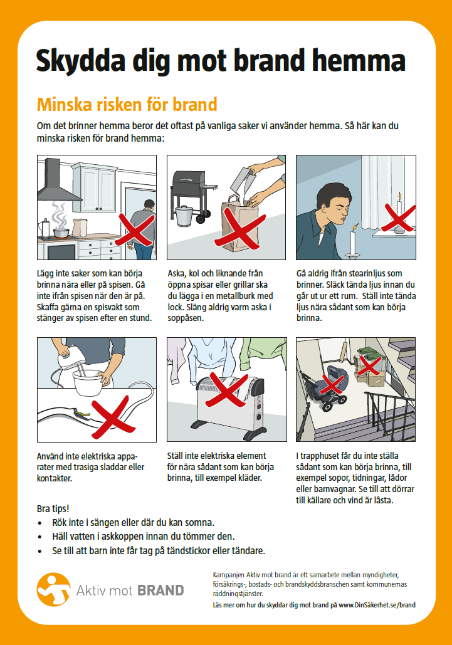 Skydda dig mot brand hemma
Minska risken för brand
Om det brinner hemma beror det oftast på vanliga saker vi använder hemma. Så här kan du
minska risken för brand hemma:
Lägg inte saker som kan börja
brinna nära eller på spisen. Gå
inte ifrån spisen när den är på.
Skaffa gärna en spisvakt som
stänger av spisen efter en stund.
Aska, kol och liknande från
öppna spisar eller grillar ska
du lägga i en metallburk med
lock. Släng aldrig varm aska i
soppåsen.
Gå aldrig ifrån stearinljus som
brinner. Släck tända ljus innan du
går ut ur ett rum. Ställ inte tända
ljus nära sådant som kan börja
brinna.
Använd inte elektriska appa-
rater med trasiga sladdar eller
kontakter.
Ställ inte elektriska element
för nära sådant som kan börja
brinna, till exempel kläder.
I trapphuset får du inte ställa
sådant som kan börja brinna, till
exempel sopor, tidningar, lådor
eller barnvagnar. Se till att dörrar
till källare och vind är låsta.
Bra tips!
• Rök inte i sängen eller där du kan somna.
• Häll vatten i askkoppen innan du tömmer den.
• Se till att barn inte får tag på tändstickor eller tändare.
Aktiv mot BRAND
Kampanjen Aktiv mot brand är ett samarbete mellan myndigheter,
försäkrings-, bostads- och brandskyddsbranschen samt kommunernas
räddningstjänster.
Läs mer om hur du skyddar dig mot brand på www.DinSäkerhet.se/brand